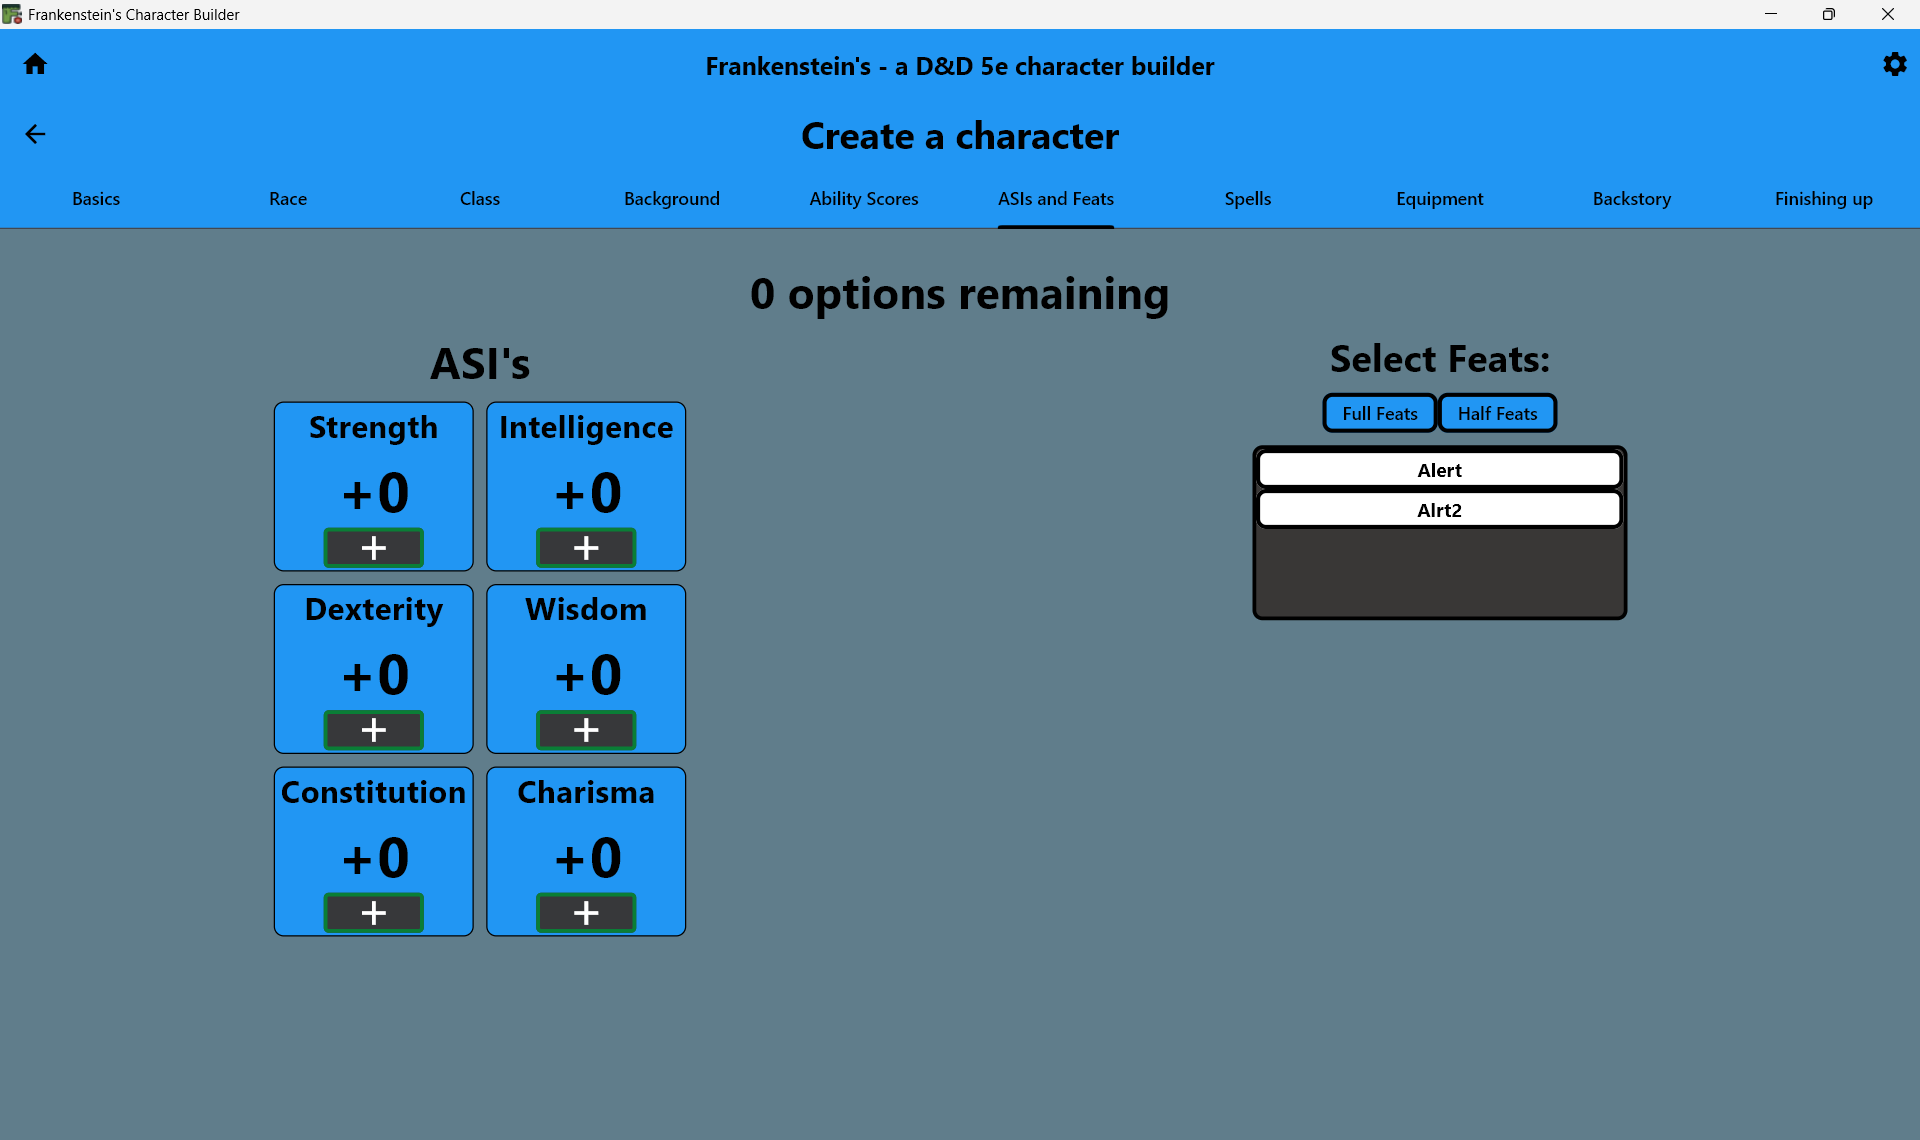 Frankenstein's Character Builder
Frankenstein's - a D&D 5e character builder
Create a character
Basics Race Class Background Ability Scores ASIs and Feats Spells Equipment Backstory Finishing up
0 options remaining
ASI's
Strength Intelligence
+0 +0
+ +
Dexterity Wisdom
+0 +0
+ +
Constitution Charisma
+0 +0
+ +
Select Feats:
Full Feats Half Feats
Alert
Alrt2